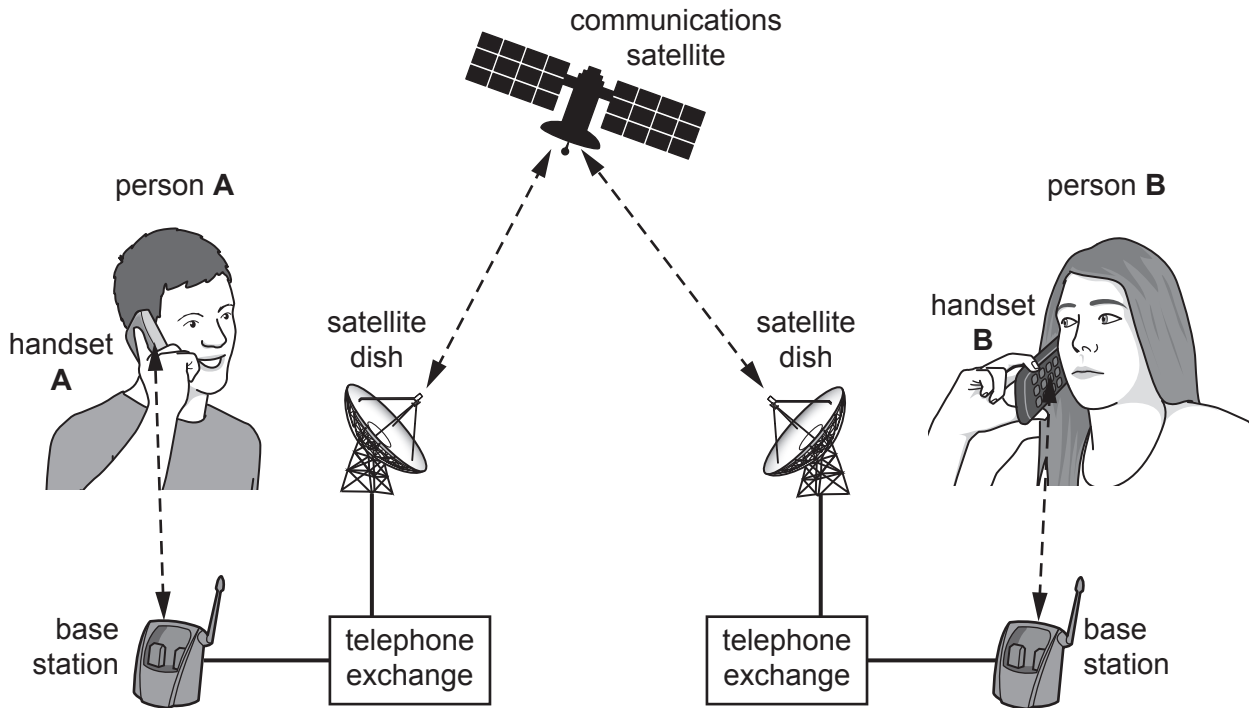 communications
satellite
person A
person B
handset
A
satellite
dish
satellite
dish
handset
B
base
station
telephone
exchange
telephone
exchange
base
station